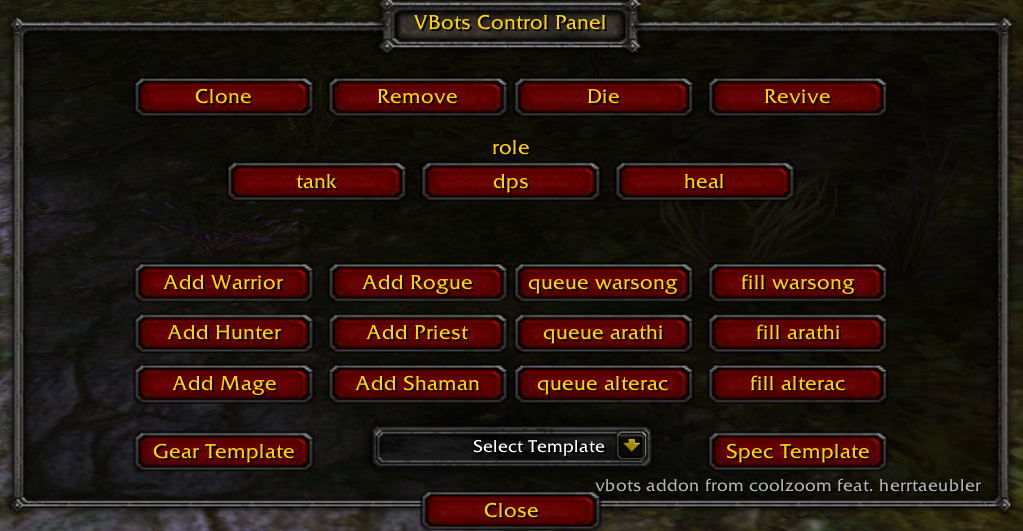 VBots Control Panel
Clone Remove Die Revive
role
tank dps heal
Add Warrior Add Rogue queue warsong fill warsong
Add Hunter Add Priest queue arathi fill arathi
Add Mage Add Shaman queue alterac fill alterac
Gear Template Select Template Spec Template
vbots addon from coolzoom feat. herrtaeubler
Close